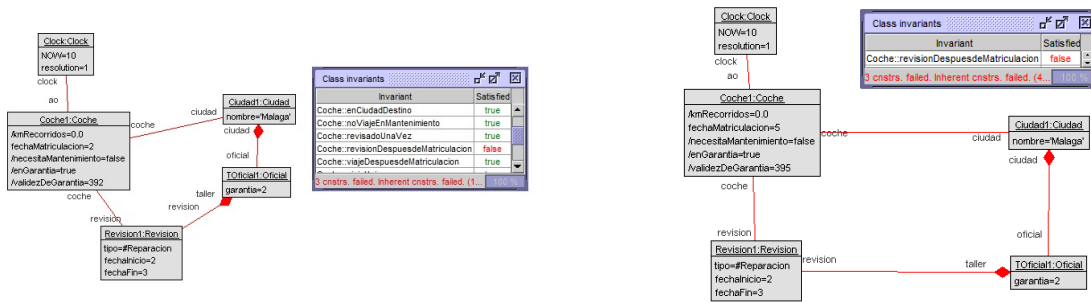 Clock:Clock
NOW=10
resolution=1
clock
ao
Coche1:Coche
/kmRecorridos=0.0
fechaMatriculacion=2
/necesitaMantenimiento=false
/enGarantia=true
/validezDeGarantia=392
coche
ciudad
Ciudad1:Ciudad
nombre='Malaga'
ciudad
oficial
TOficial1:Oficial
garantia=2
taller
revision
coche
revision
Revision1:Revision
tipo=#Reparacion
fechaInicio=2
fechaFin=3
Class invariants
Invariant Satisfied
Coche::enCiudadDestino true
Coche::noViajeEnMantenimiento true
Coche::revisadoUnaVez true
Coche::revisionDespuesdeMatriculacion false
Coche::viajeDespuesdeMatriculacion true
3 cnstrs. failed. Inherent cnstrs. failed. (1... 100 %
Clock:Clock
NOW=10
resolution=1
clock
ao
Coche1:Coche
/kmRecorridos=0.0
fechaMatriculacion=5
/necesitaMantenimiento=false
/enGarantia=true
/validezDeGarantia=395
coche
coche
ciudad
Ciudad1:Ciudad
nombre='Malaga'
ciudad
oficial
TOficial1:Oficial
garantia=2
taller
revision
revision
Revision1:Revision
tipo=#Reparacion
fechaInicio=2
fechaFin=3
Class invariants
Invariant Satisfied
Coche::revisionDespuesdeMatriculacion false
3 cnstrs. failed. Inherent cnstrs. failed. (4... 100 %